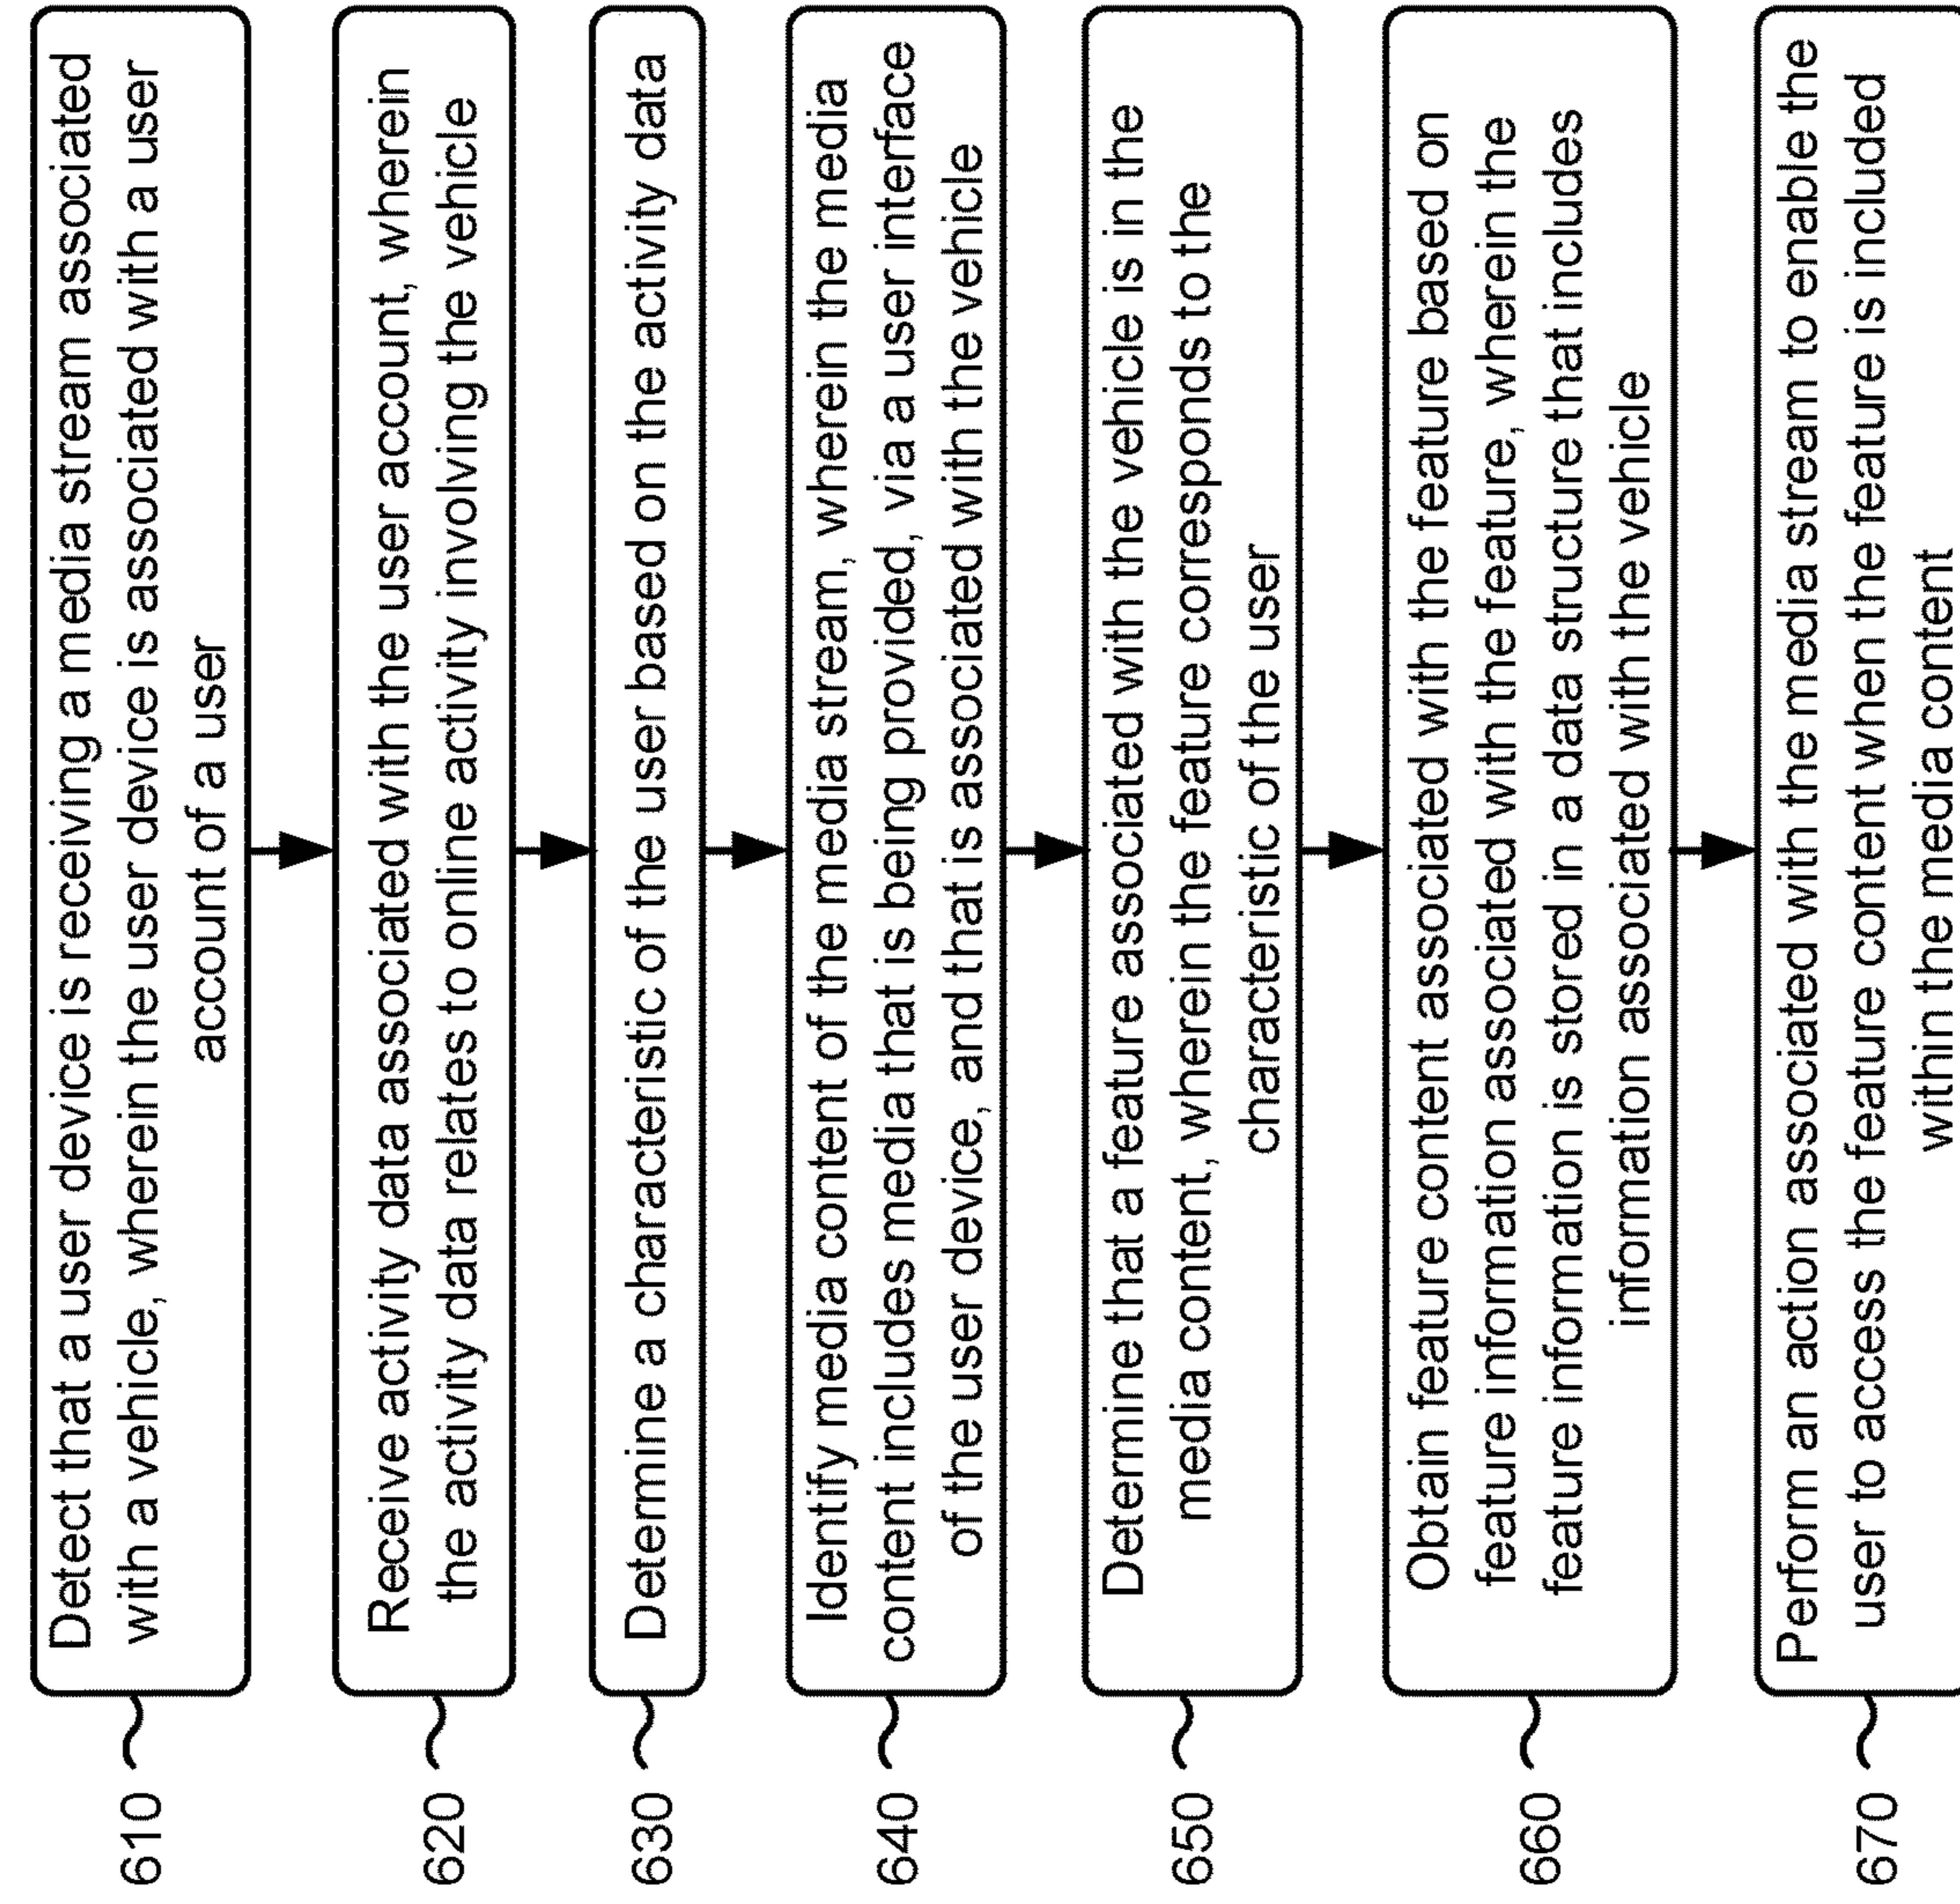 610
Detect that a user device is receiving a media stream associated
with a vehicle, wherein the user device is associated with a user
account of a user
620
Receive activity data associated with the user account, wherein
the activity data relates to online activity involving the vehicle
630
Determine a characteristic of the user based on the activity data
640
Identify media content of the media stream, wherein the media
content includes media that is being provided, via a user interface
of the user device, and that is associated with the vehicle
650
Determine that a feature associated with the vehicle is in the
media content, wherein the feature corresponds to the
characteristic of the user
660
Obtain feature content associated with the feature based on
feature information associated with the feature, wherein the
feature information is stored in a data structure that includes
information associated with the vehicle
670
Perform an action associated with the media stream to enable the
user to access the feature content when the feature is included
within the media content